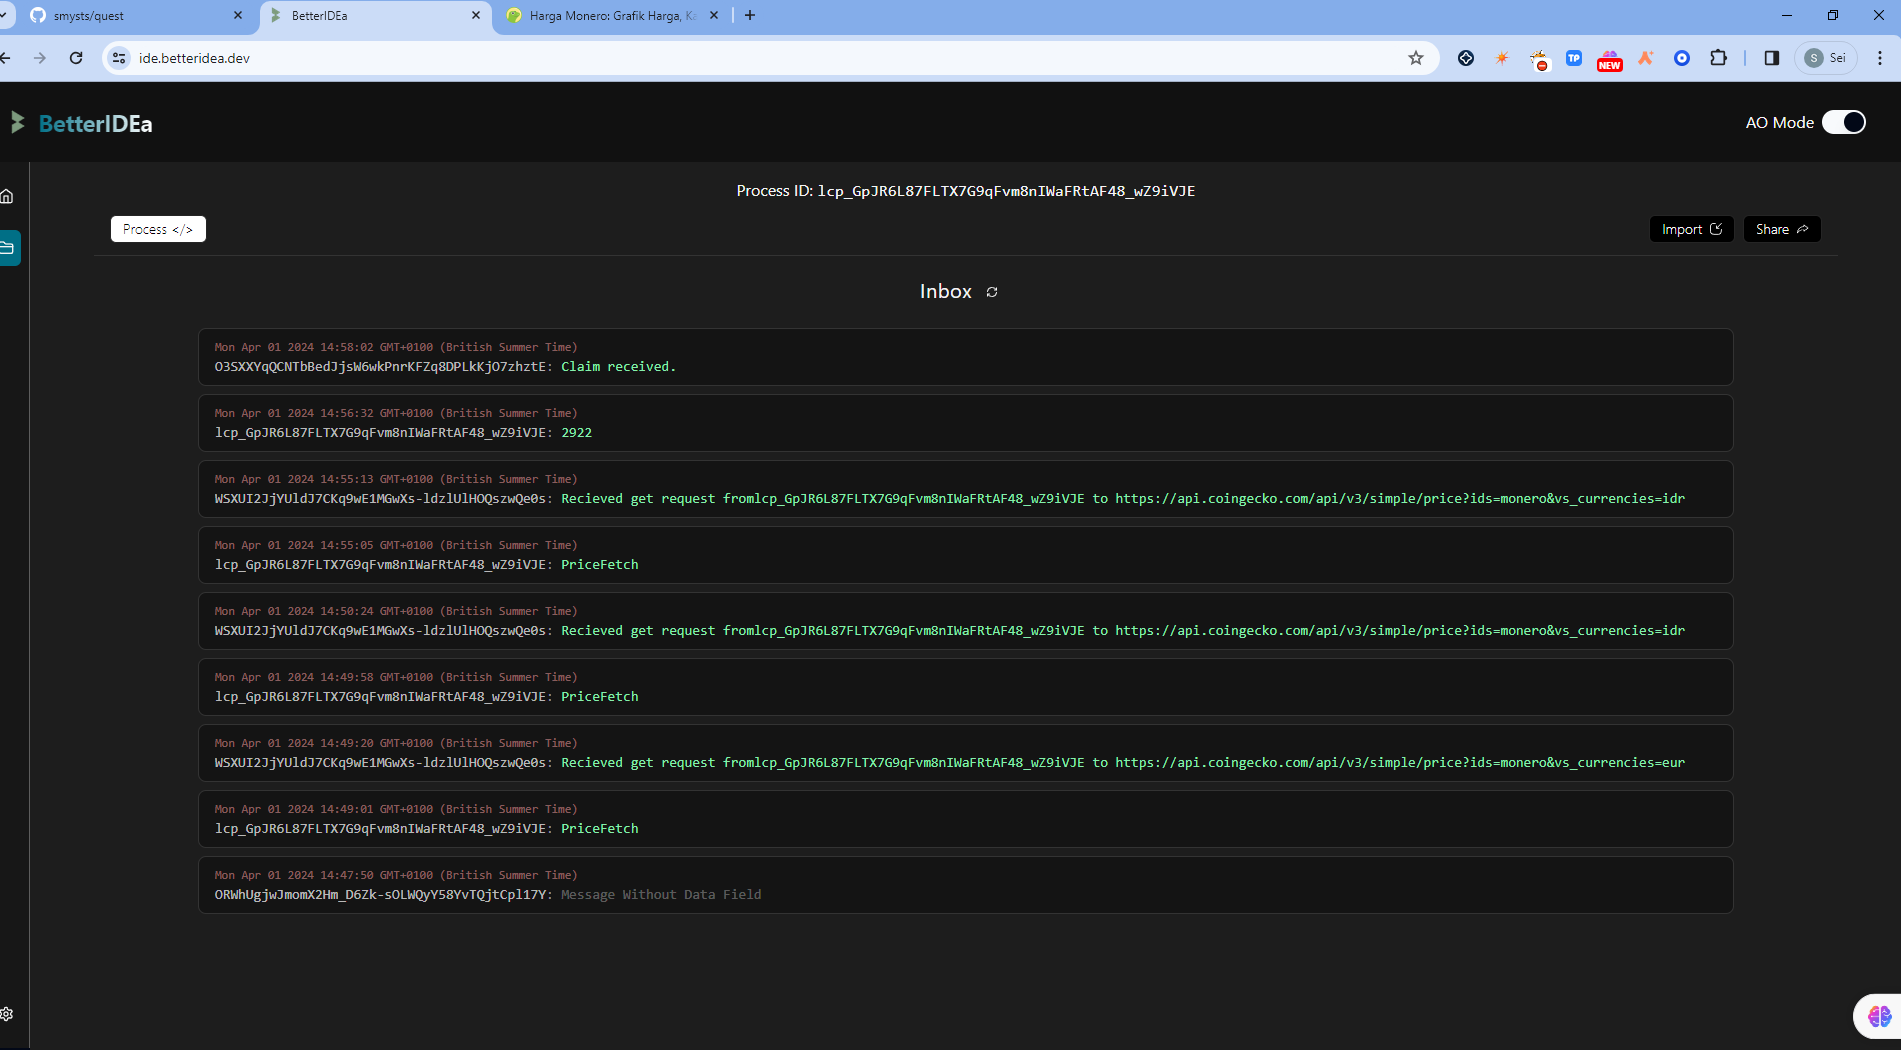 smysts/quest
BetterIDEa
Harga Monero: Grafik Harga, Ka
ide.betteridea.dev
TP
NEW
S Sei
BetterIDEa
AO Mode
Process ID: lcp_GpJR6L87FLTX7G9qFvm8nIWaFRtAF48_wZ9iVJE
Process </>
Import
Share
Inbox
Mon Apr 01 2024 14:58:02 GMT+0100 (British Summer Time)
O3SXXYqQCNTbBedJjsW6wkPnrKFZq8DPLkKjO7zhztE: Claim received.
Mon Apr 01 2024 14:56:32 GMT+0100 (British Summer Time)
lcp_GpJR6L87FLTX7G9qFvm8nIWaFRtAF48_wZ9iVJE: 2922
Mon Apr 01 2024 14:55:13 GMT+0100 (British Summer Time)
WSXUI2JjYUldJ7CKq9wE1MGwXs-ldzlUlHOQszwQe0s: Recieved get request fromlcp_GpJR6L87FLTX7G9qFvm8nIWaFRtAF48_wZ9iVJE to https://api.coingecko.com/api/v3/simple/price?ids=monero&vs_currencies=idr
Mon Apr 01 2024 14:55:05 GMT+0100 (British Summer Time)
lcp_GpJR6L87FLTX7G9qFvm8nIWaFRtAF48_wZ9iVJE: PriceFetch
Mon Apr 01 2024 14:50:24 GMT+0100 (British Summer Time)
WSXUI2JjYUldJ7CKq9wE1MGwXs-ldzlUlHOQszwQe0s: Recieved get request fromlcp_GpJR6L87FLTX7G9qFvm8nIWaFRtAF48_wZ9iVJE to https://api.coingecko.com/api/v3/simple/price?ids=monero&vs_currencies=idr
Mon Apr 01 2024 14:49:58 GMT+0100 (British Summer Time)
lcp_GpJR6L87FLTX7G9qFvm8nIWaFRtAF48_wZ9iVJE: PriceFetch
Mon Apr 01 2024 14:49:20 GMT+0100 (British Summer Time)
WSXUI2JjYUldJ7CKq9wE1MGwXs-ldzlUlHOQszwQe0s: Recieved get request fromlcp_GpJR6L87FLTX7G9qFvm8nIWaFRtAF48_wZ9iVJE to https://api.coingecko.com/api/v3/simple/price?ids=monero&vs_currencies=eur
Mon Apr 01 2024 14:49:01 GMT+0100 (British Summer Time)
lcp_GpJR6L87FLTX7G9qFvm8nIWaFRtAF48_wZ9iVJE: PriceFetch
Mon Apr 01 2024 14:47:50 GMT+0100 (British Summer Time)
ORWhUgjwJmomX2Hm_D6Zk-sOLWQyY58YvTQjtCpl17Y: Message Without Data Field